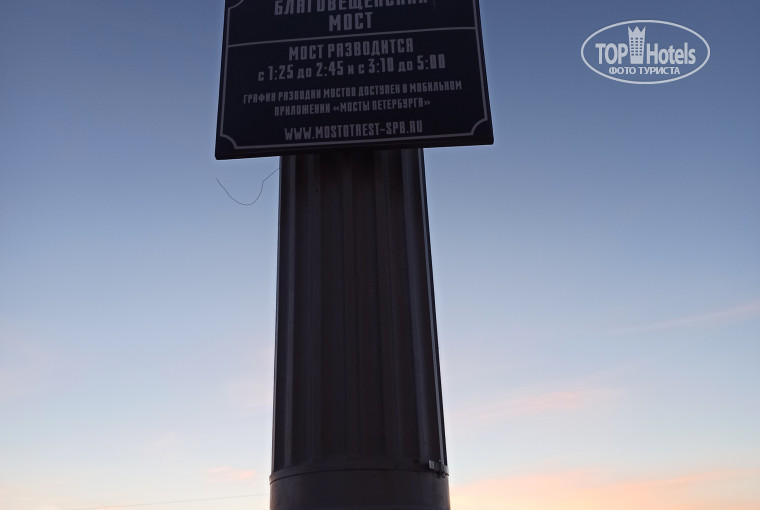 БЛАГОВЕЩЕНСКИЙ
МОСТ
МОСТ РАЗВОДИТСЯ
с 1:25 до 2:45 и с 3:10 до 5:00
ГРАФИК РАЗВОДКИ МОСТОВ ДОСТУПЕН В МОБИЛЬНОМ
ПРИЛОЖЕНИИ «МОСТЫ ПЕТЕРБУРГА»
WWW.MOSTOTREST-SPB.RU
TOP Hotels
ФОТО ТУРИСТА